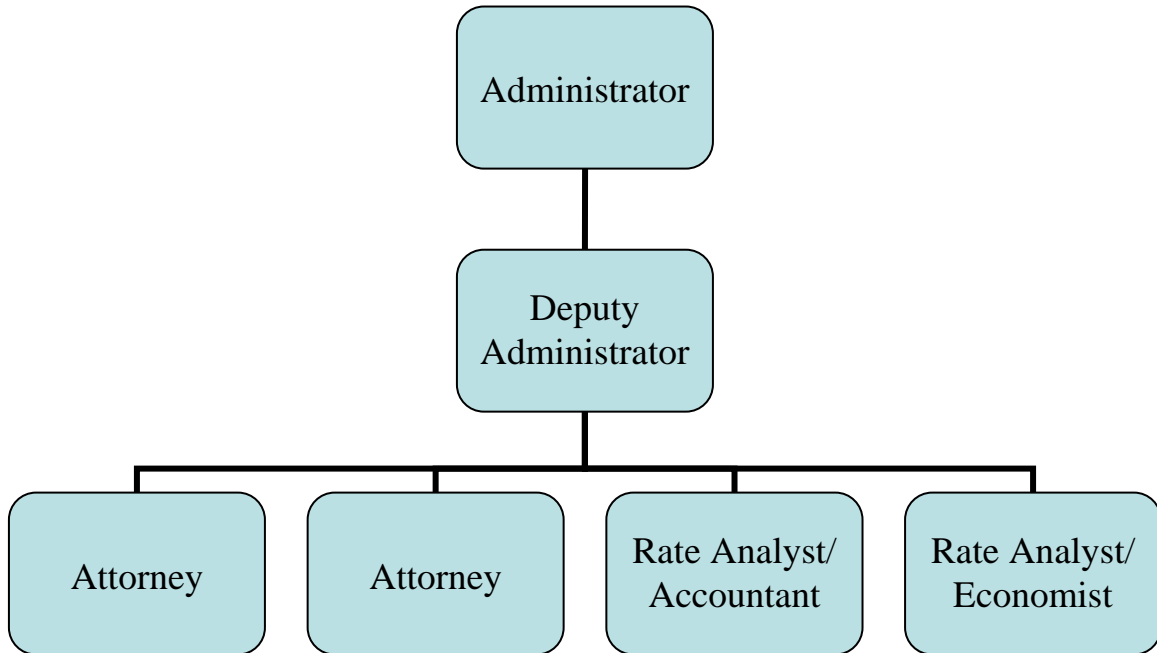 Administrator
Deputy
Administrator
Attorney
Attorney
Rate Analyst/
Accountant
Rate Analyst/
Economist